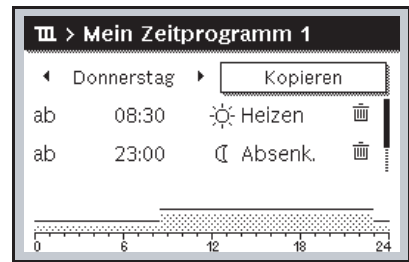 > Mein Zeitprogramm 1
Donnerstag Kopieren
ab 08:30 Heizen
ab 23:00 Absenk.
0 6 12 18 24